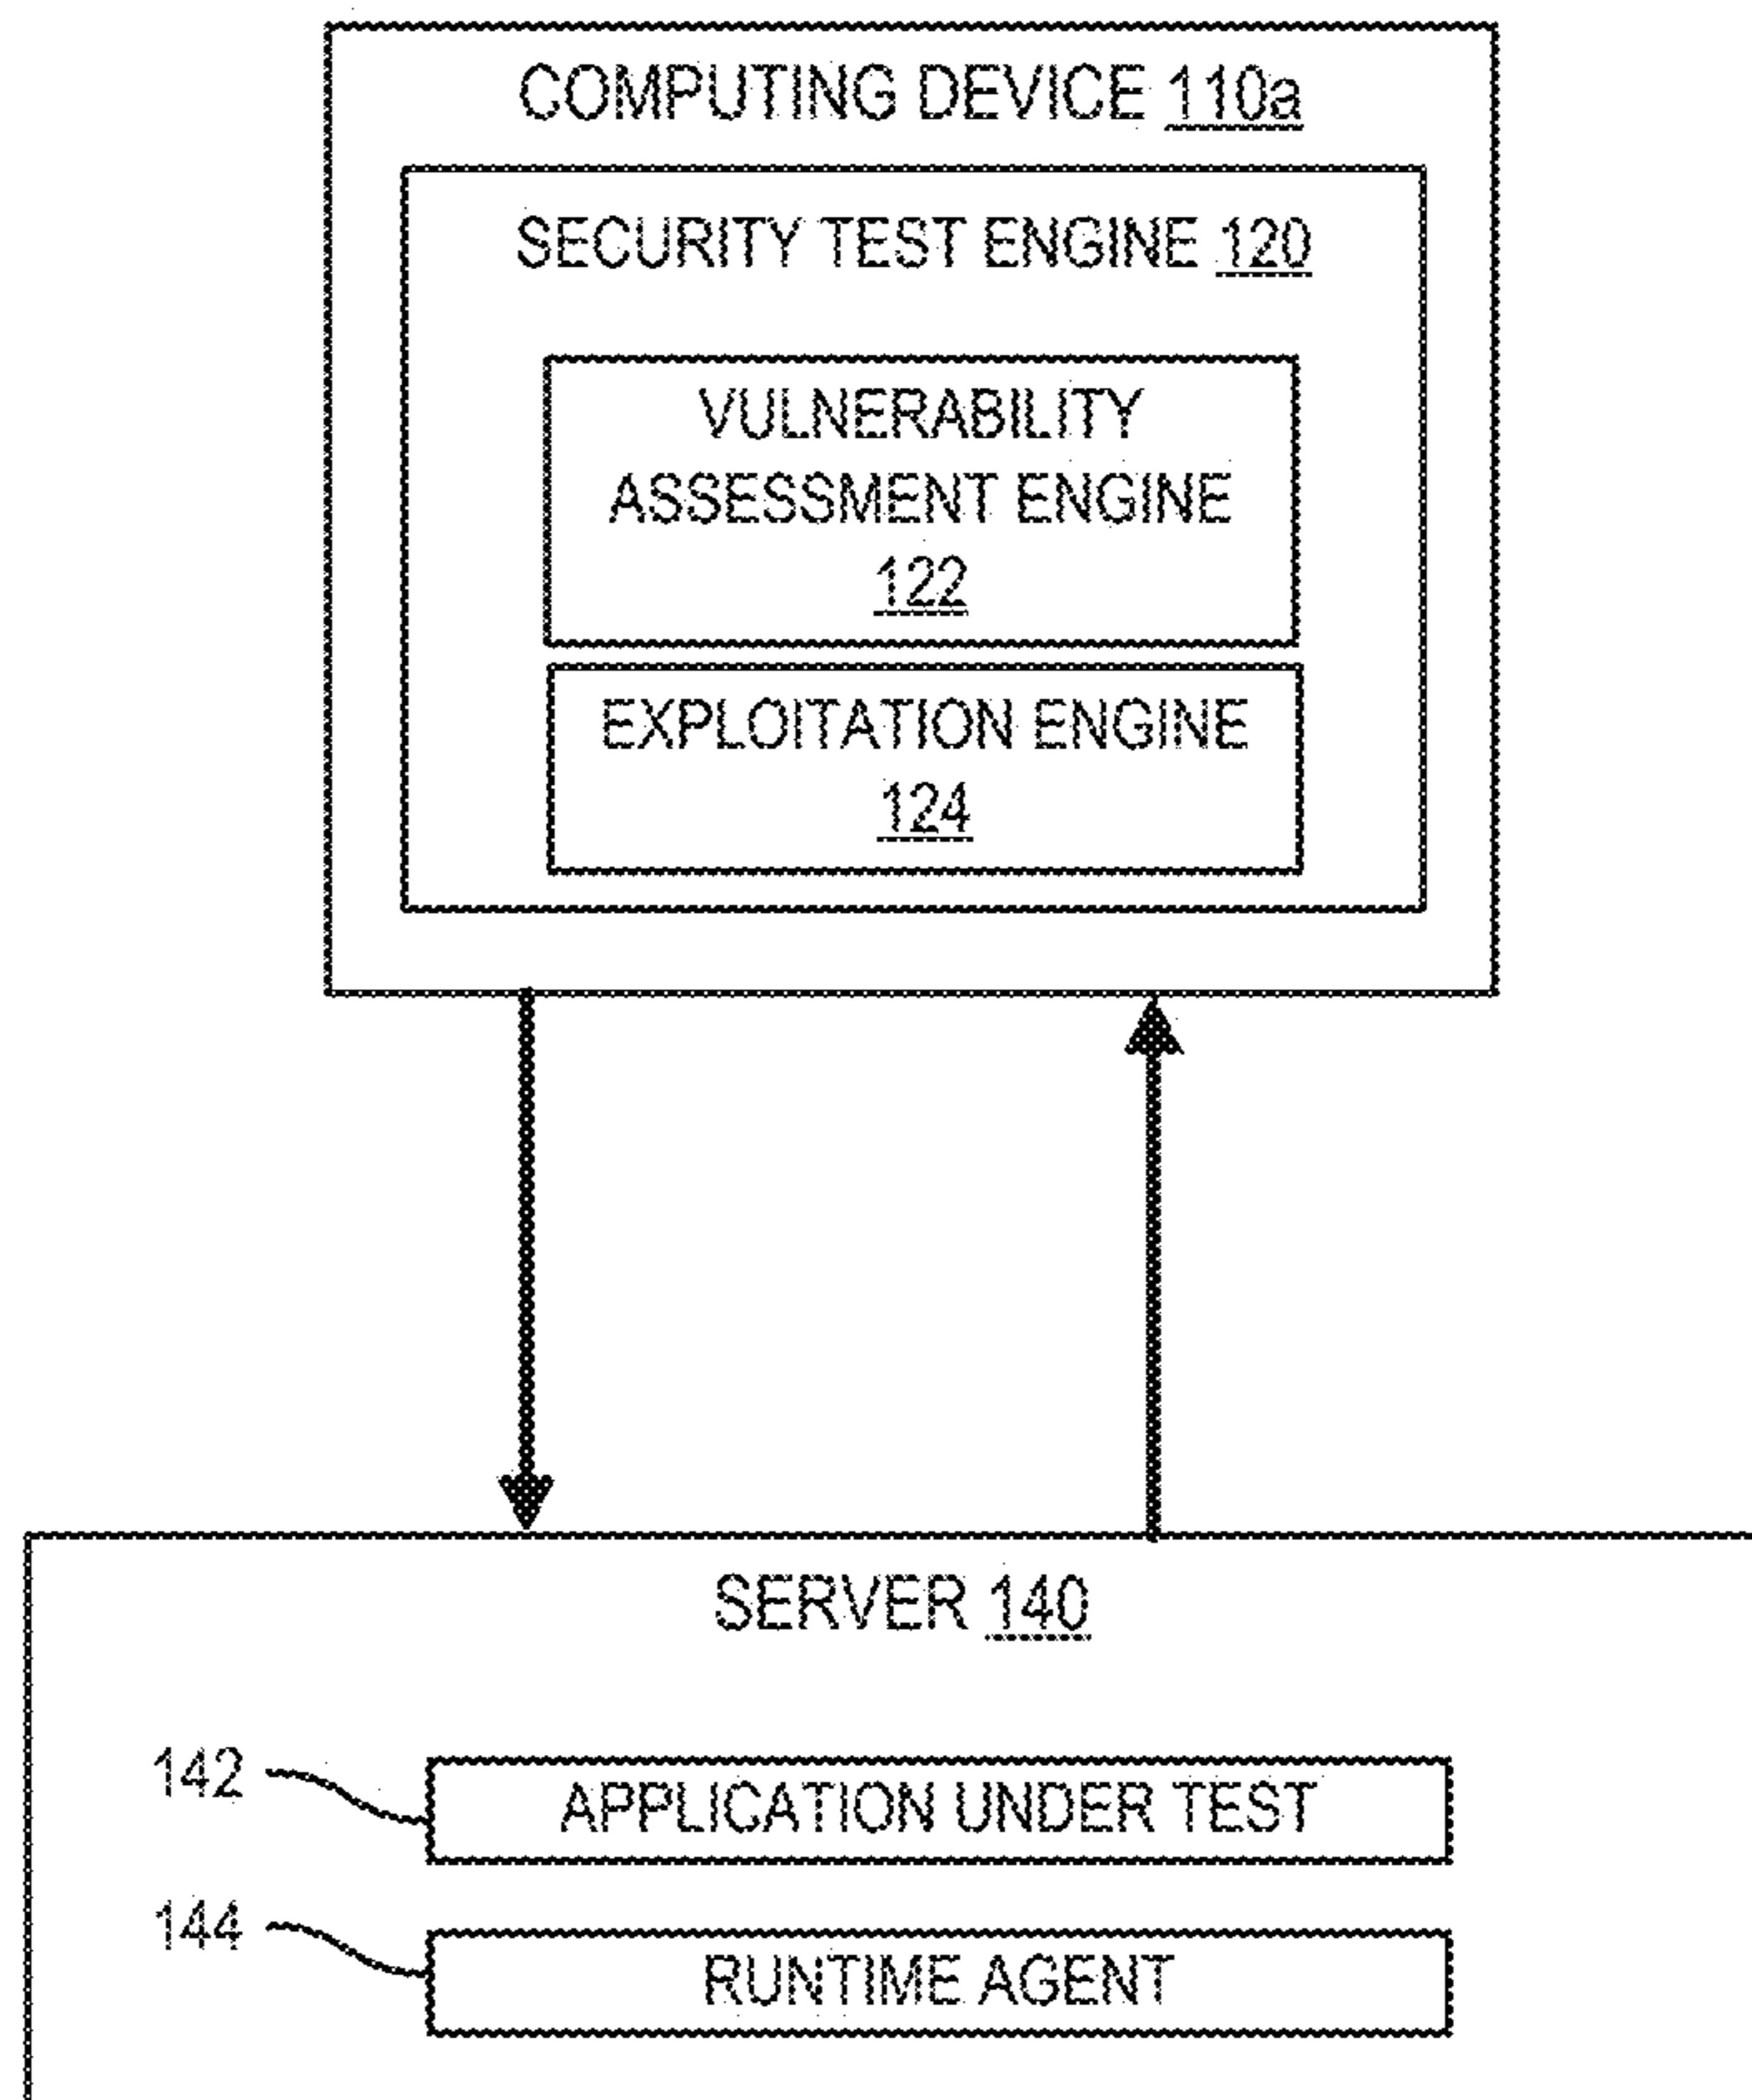 COMPUTING DEVICE 110a
SECURITY TEST ENGINE 120
VULNERABILITY
ASSESSMENT ENGINE
122
EXPLOITATION ENGINE
124
SERVER 140
142
APPLICATION UNDER TEST
144
RUNTIME AGENT